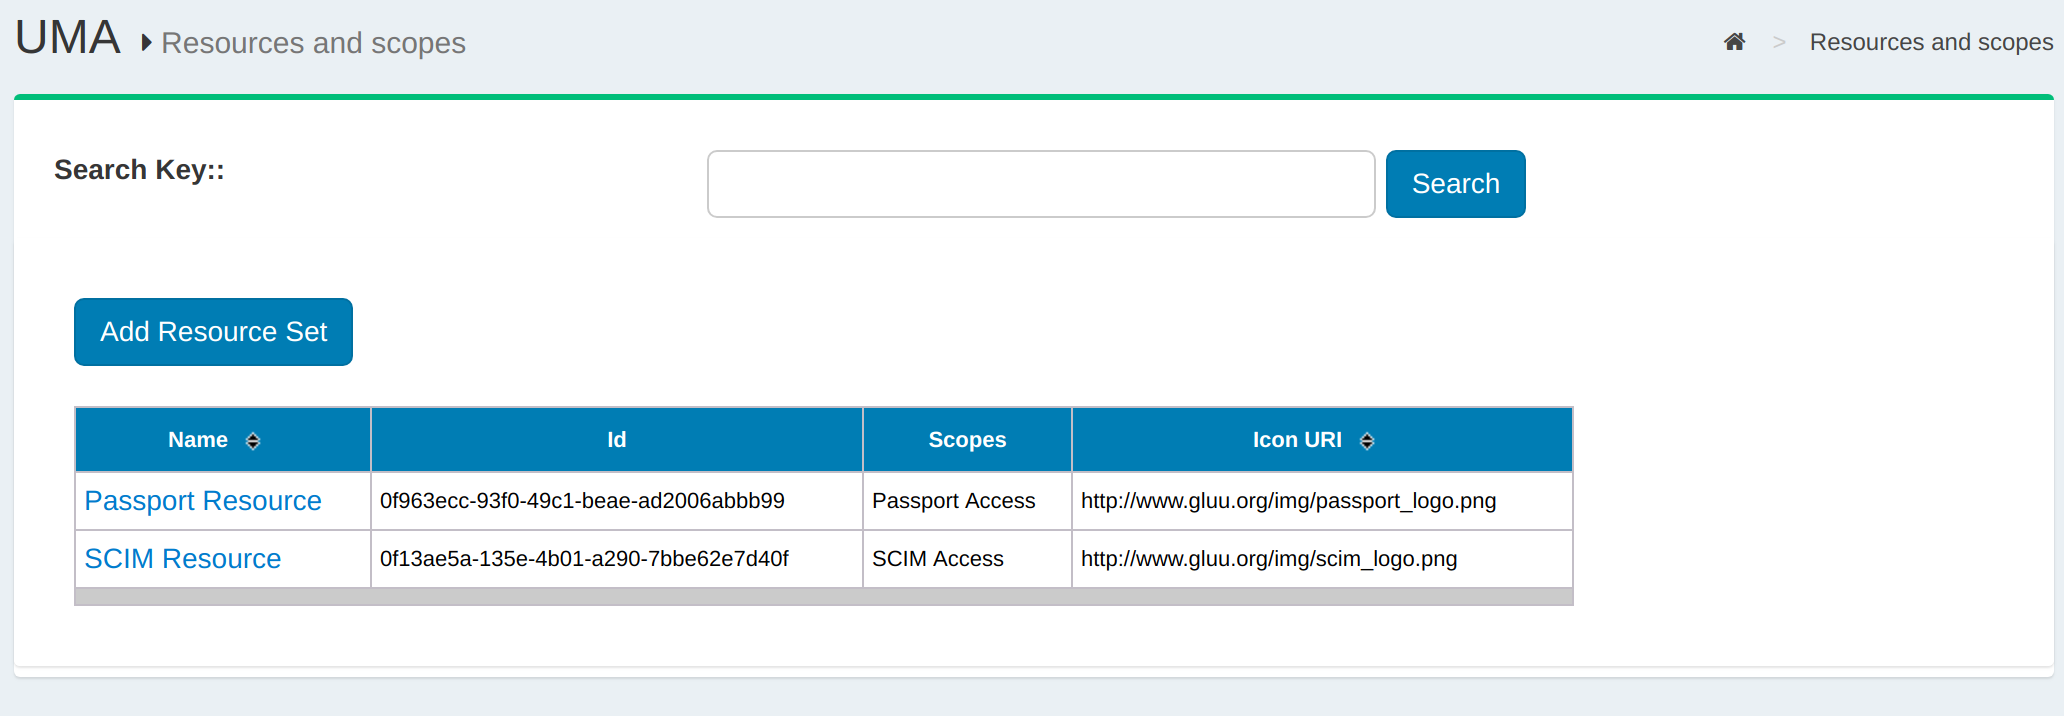 UMA Resources and scopes > Resources and scopes
Search Key:: Search
Add Resource Set
Name Id Scopes Icon URI
Passport Resource 0f963ecc-93f0-49c1-beae-ad2006abbb99 Passport Access http://www.gluu.org/img/passport_logo.png
SCIM Resource 0f13ae5a-135e-4b01-a290-7bbe62e7d40f SCIM Access http://www.gluu.org/img/scim_logo.png